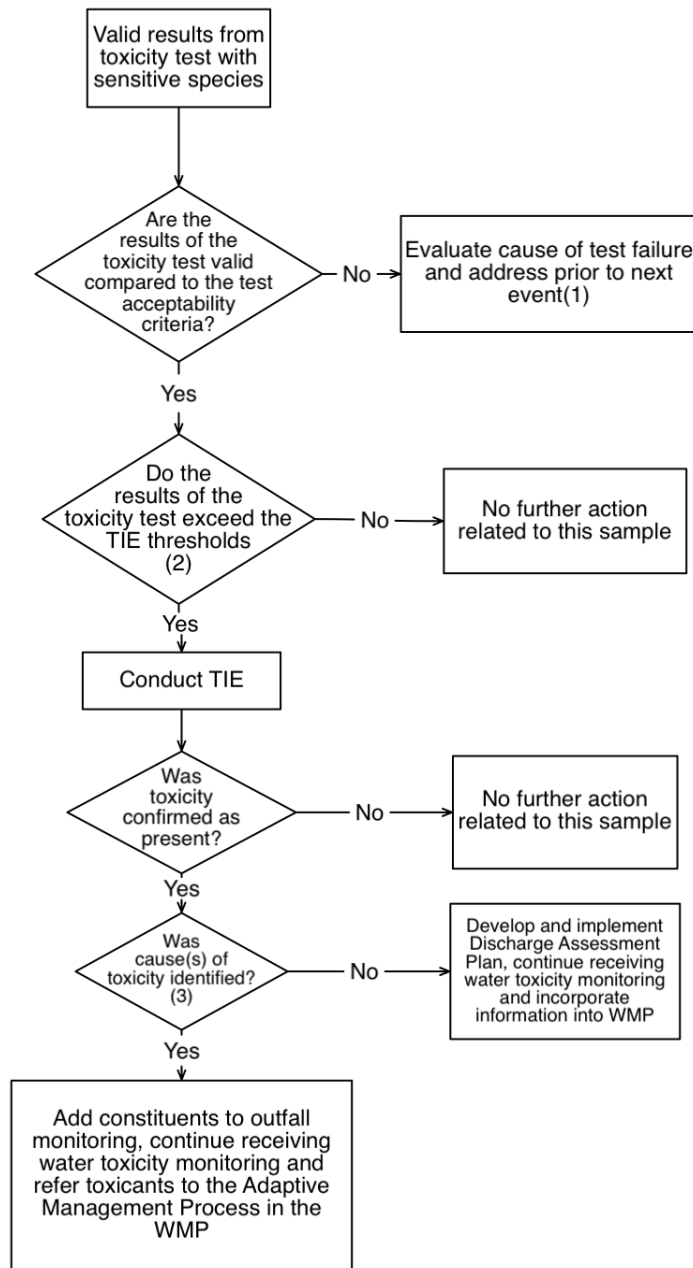 Valid results from
toxicity test with
sensitive species
Are the
results of the
toxicity test valid
compared to the test
acceptability
criteria?
No
Evaluate cause of test failure
and address prior to next
event(1)
Yes
Do the
results of the
toxicity test exceed the
TIE thresholds
(2)
No
No further action
related to this sample
Yes
Conduct TIE
Was
toxicity
confirmed as
present?
No
No further action
related to this sample
Yes
Was
cause(s) of
toxicity identified?
(3)
No
Develop and implement
Discharge Assessment
Plan, continue receiving
water toxicity monitoring
and incorporate
information into WMP
Yes
Add constituents to outfall
monitoring, continue receiving
water toxicity monitoring and
refer toxicants to the Adaptive
Management Process in the
WMP